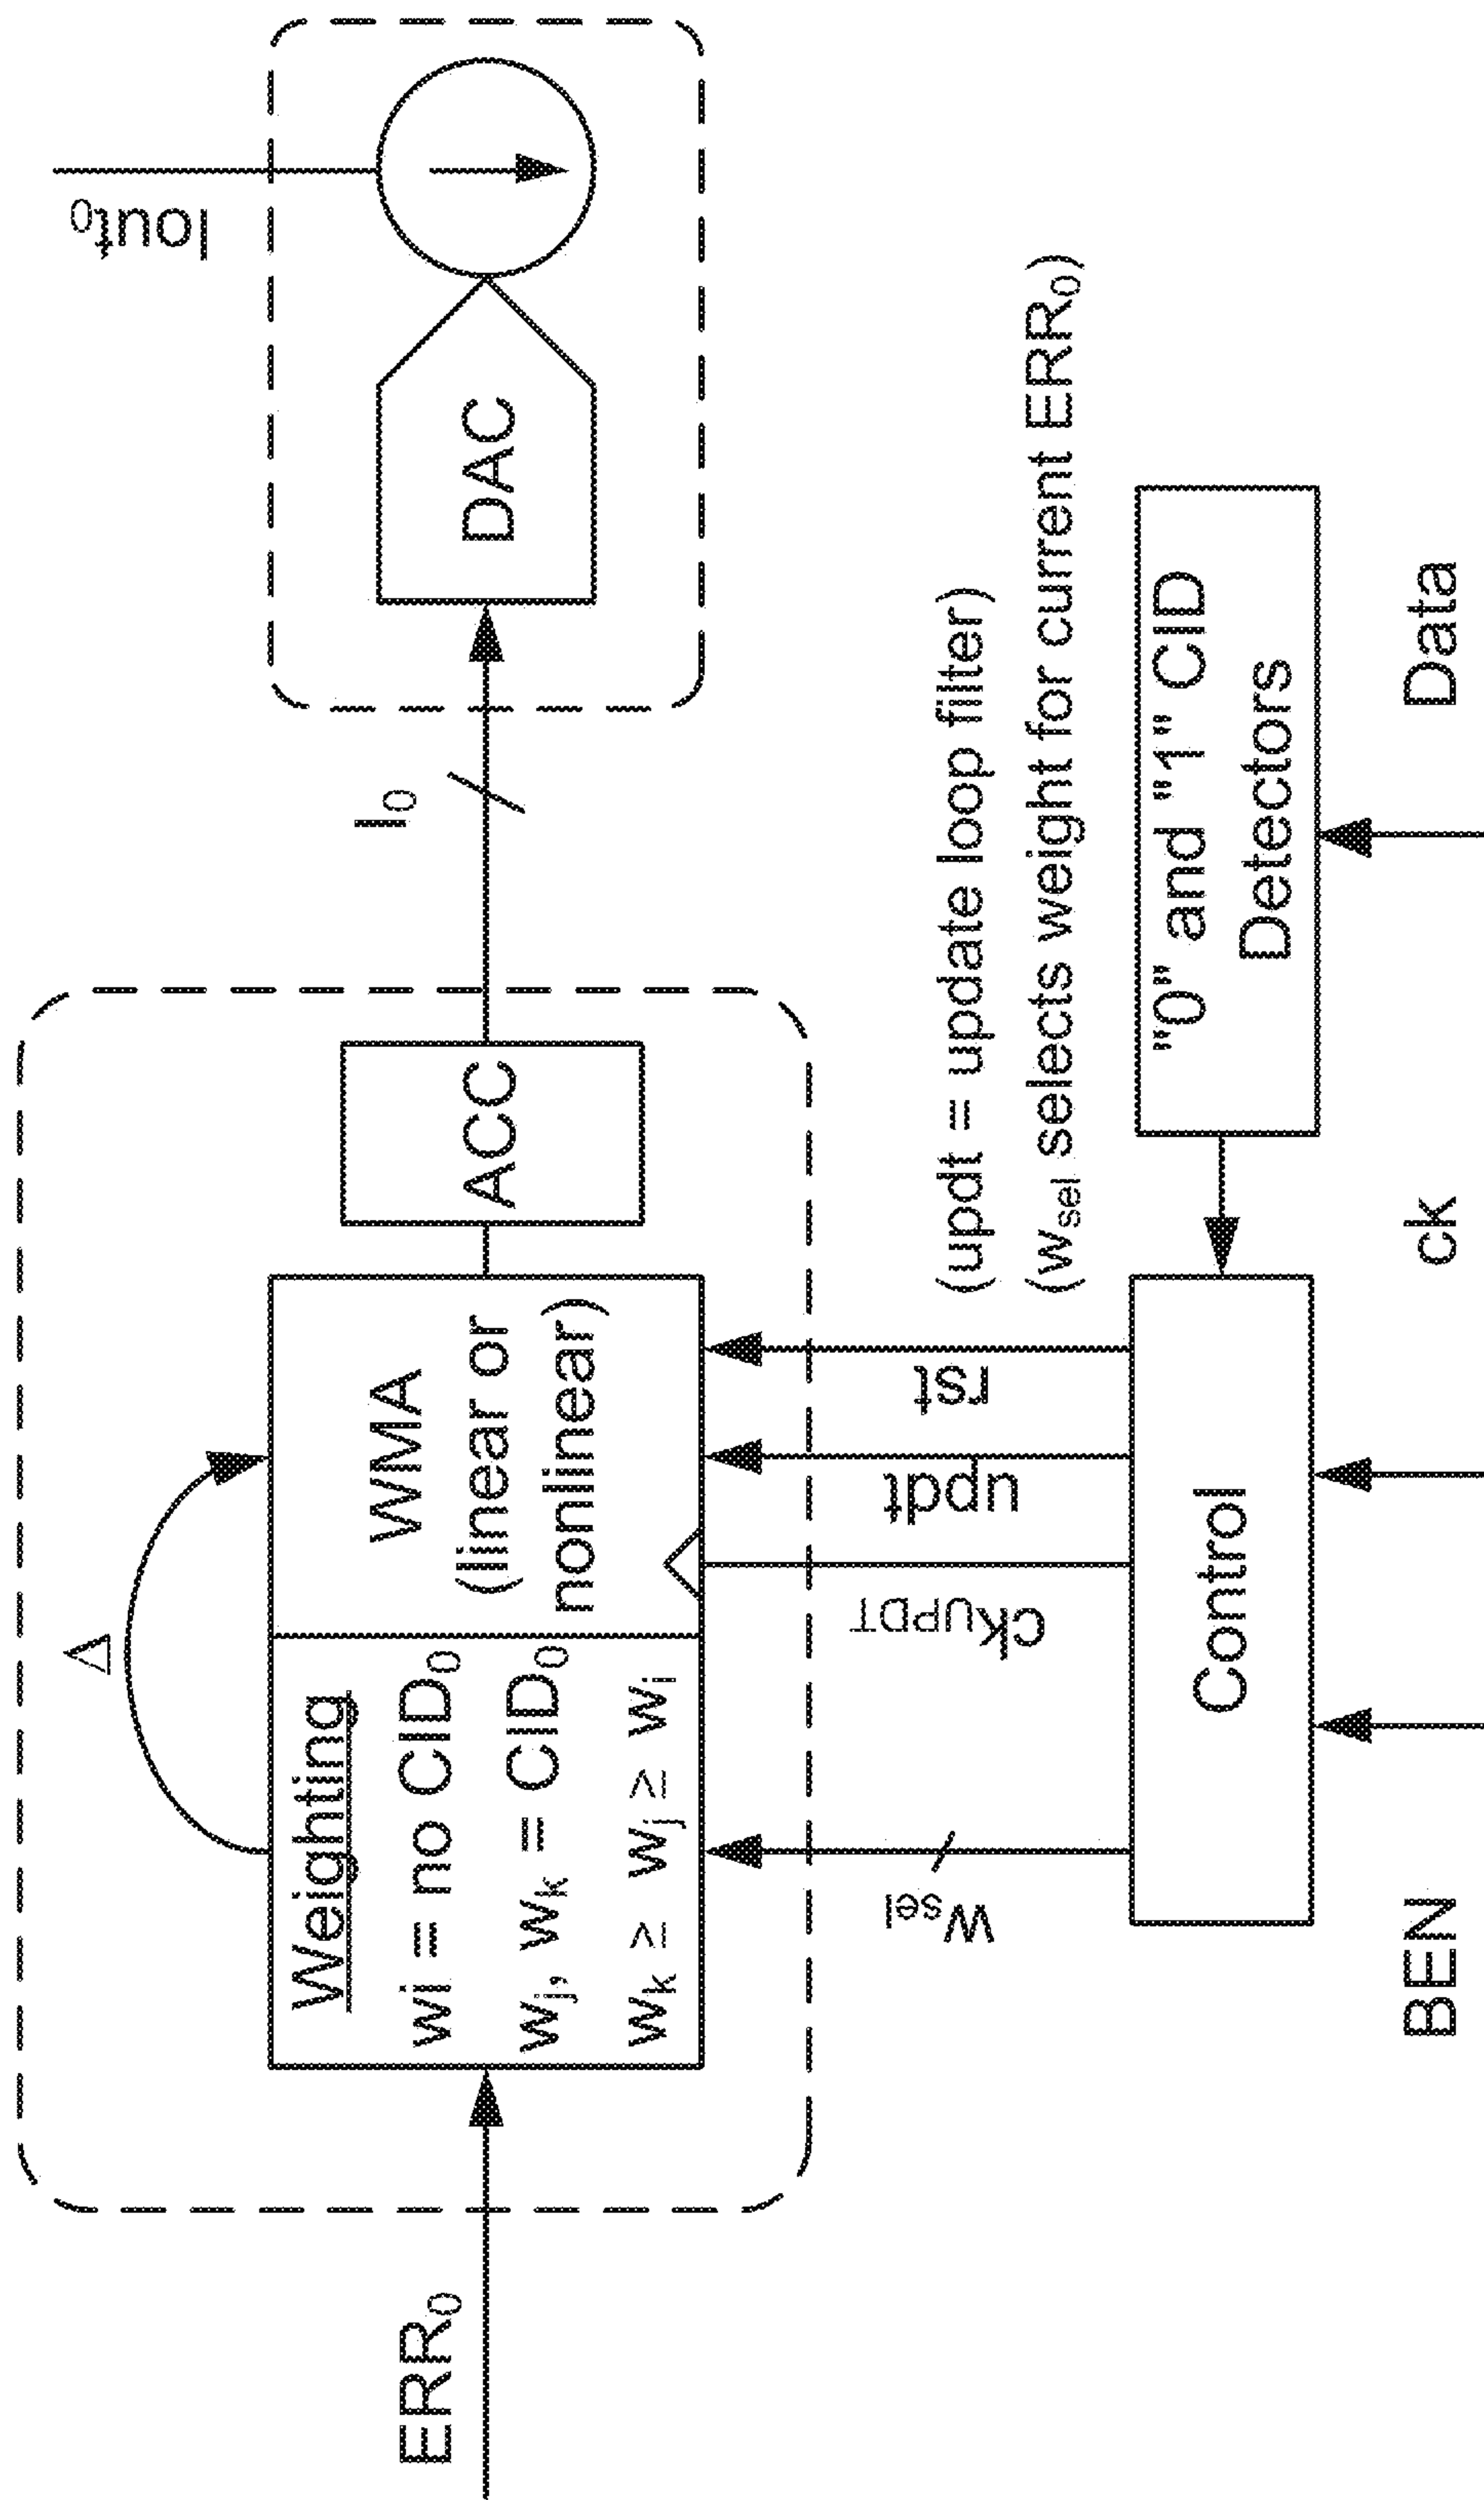 ERR0
Δ
Weighting
wi = no CID0
wj, wk = CID0
wk ≥ wj ≥ wi
WMA
(linear or
nonlinear)
ACC
I0
DAC
Iout0
wsel
ckUPDT
updt
rst
(updt = update loop filter)
(wsel selects weight for current ERR0)
Control
"0" and "1" CID
Detectors
BEN
ck
Data